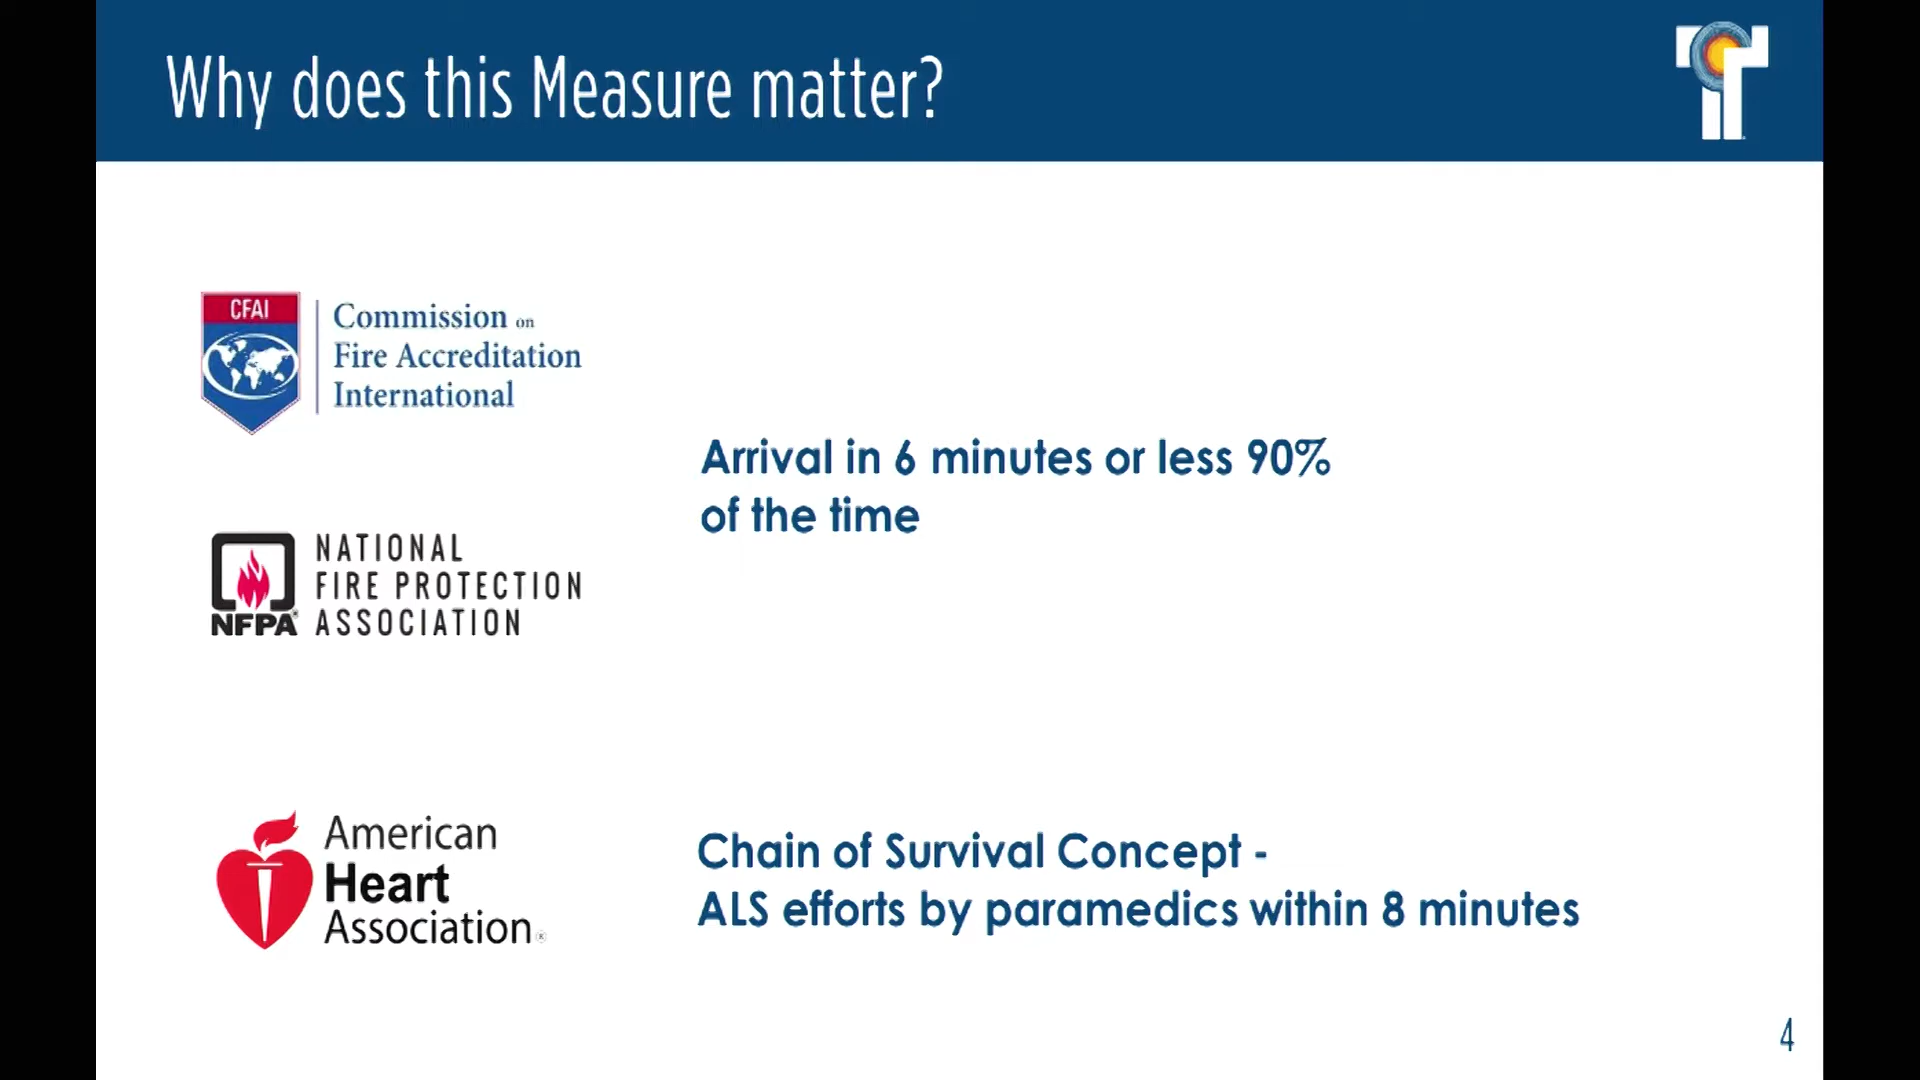 Why does this Measure matter?
CFAI
Commission on
Fire Accreditation
International
Arrival in 6 minutes or less 90%
of the time
NATIONAL
FIRE PROTECTION
ASSOCIATION
NFPA®
American
Heart
Association®
Chain of Survival Concept -
ALS efforts by paramedics within 8 minutes
4